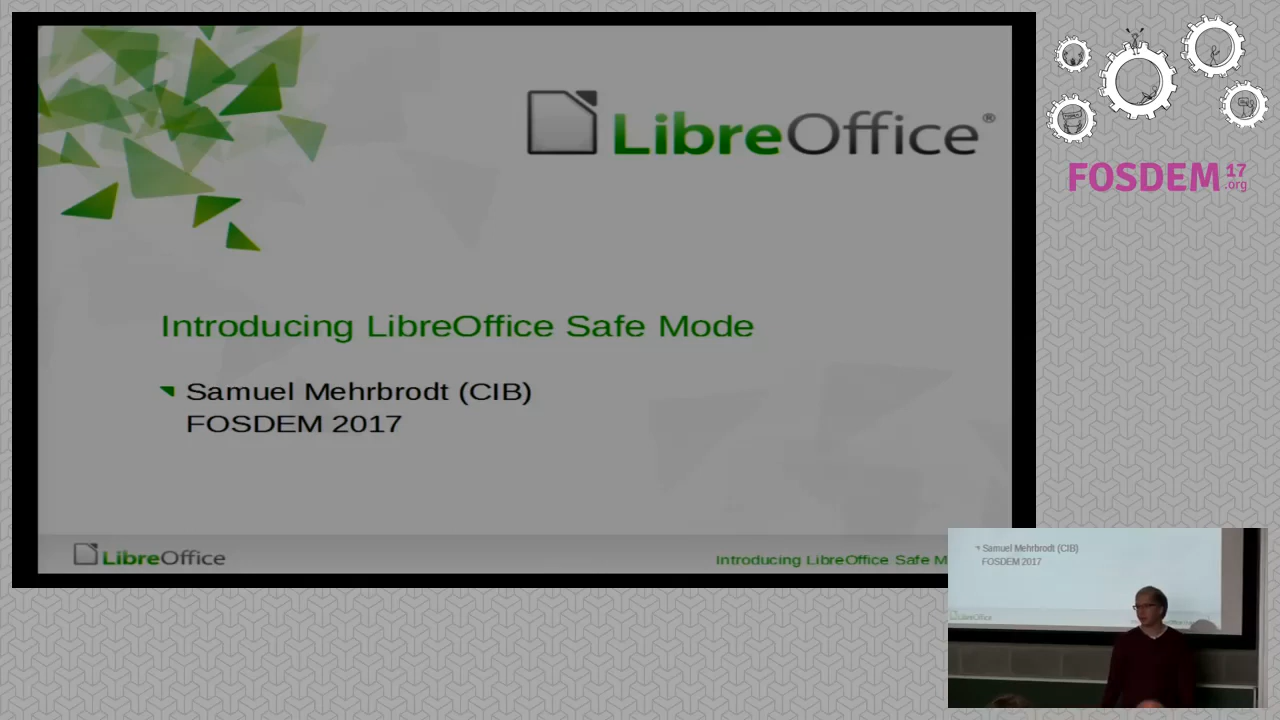 LibreOffice®
Introducing LibreOffice Safe Mode
Samuel Mehrbrodt (CIB)
FOSDEM 2017
LibreOffice
Introducing LibreOffice Safe M
FOSDEM 17
.org
Samuel Mehrbrodt (CIB)
FOSDEM 2017
LibreOffice